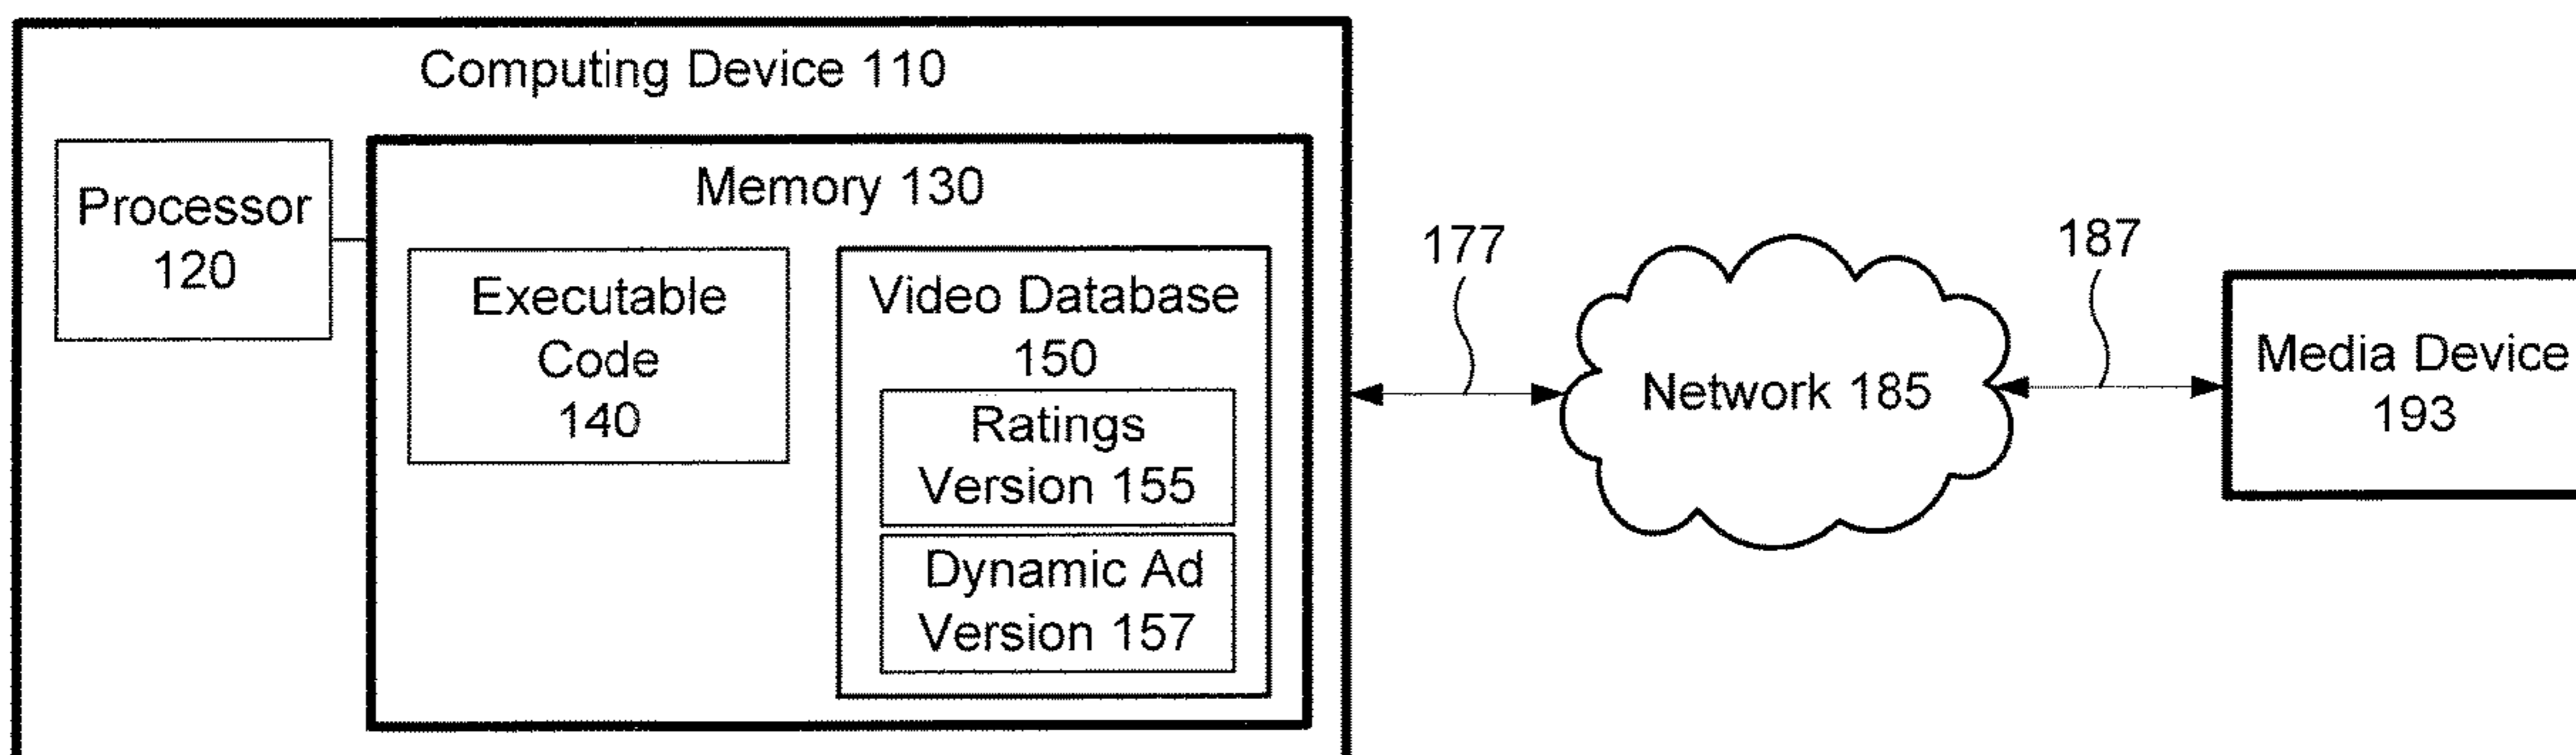 Computing Device 110
Processor
120
Memory 130
Executable
Code
140
Video Database
150
Ratings
Version 155
Dynamic Ad
Version 157
177
Network 185
187
Media Device
193